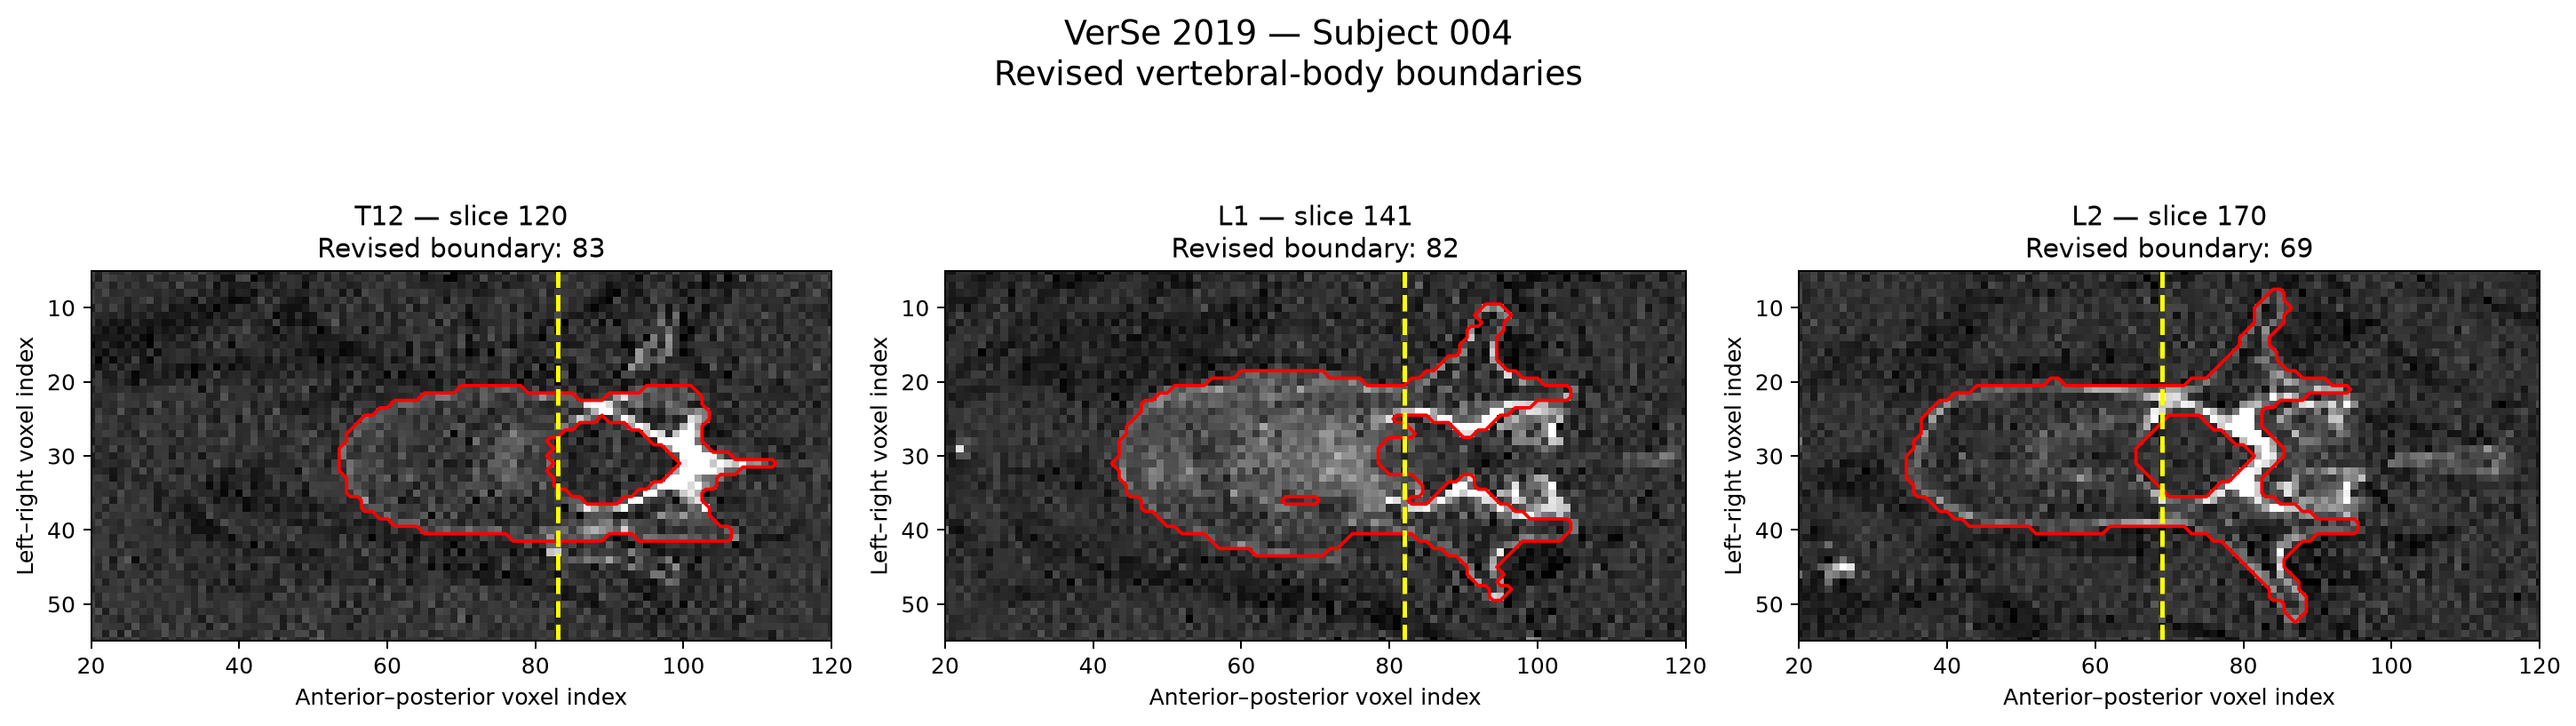 VerSe 2019 — Subject 004
Revised vertebral-body boundaries
T12 — slice 120
Revised boundary: 83
L1 — slice 141
Revised boundary: 82
L2 — slice 170
Revised boundary: 69
Left–right voxel index
10
20
30
40
50
20
40
60
80
100
120
Anterior–posterior voxel index
Left–right voxel index
10
20
30
40
50
20
40
60
80
100
120
Anterior–posterior voxel index
Left–right voxel index
10
20
30
40
50
20
40
60
80
100
120
Anterior–posterior voxel index